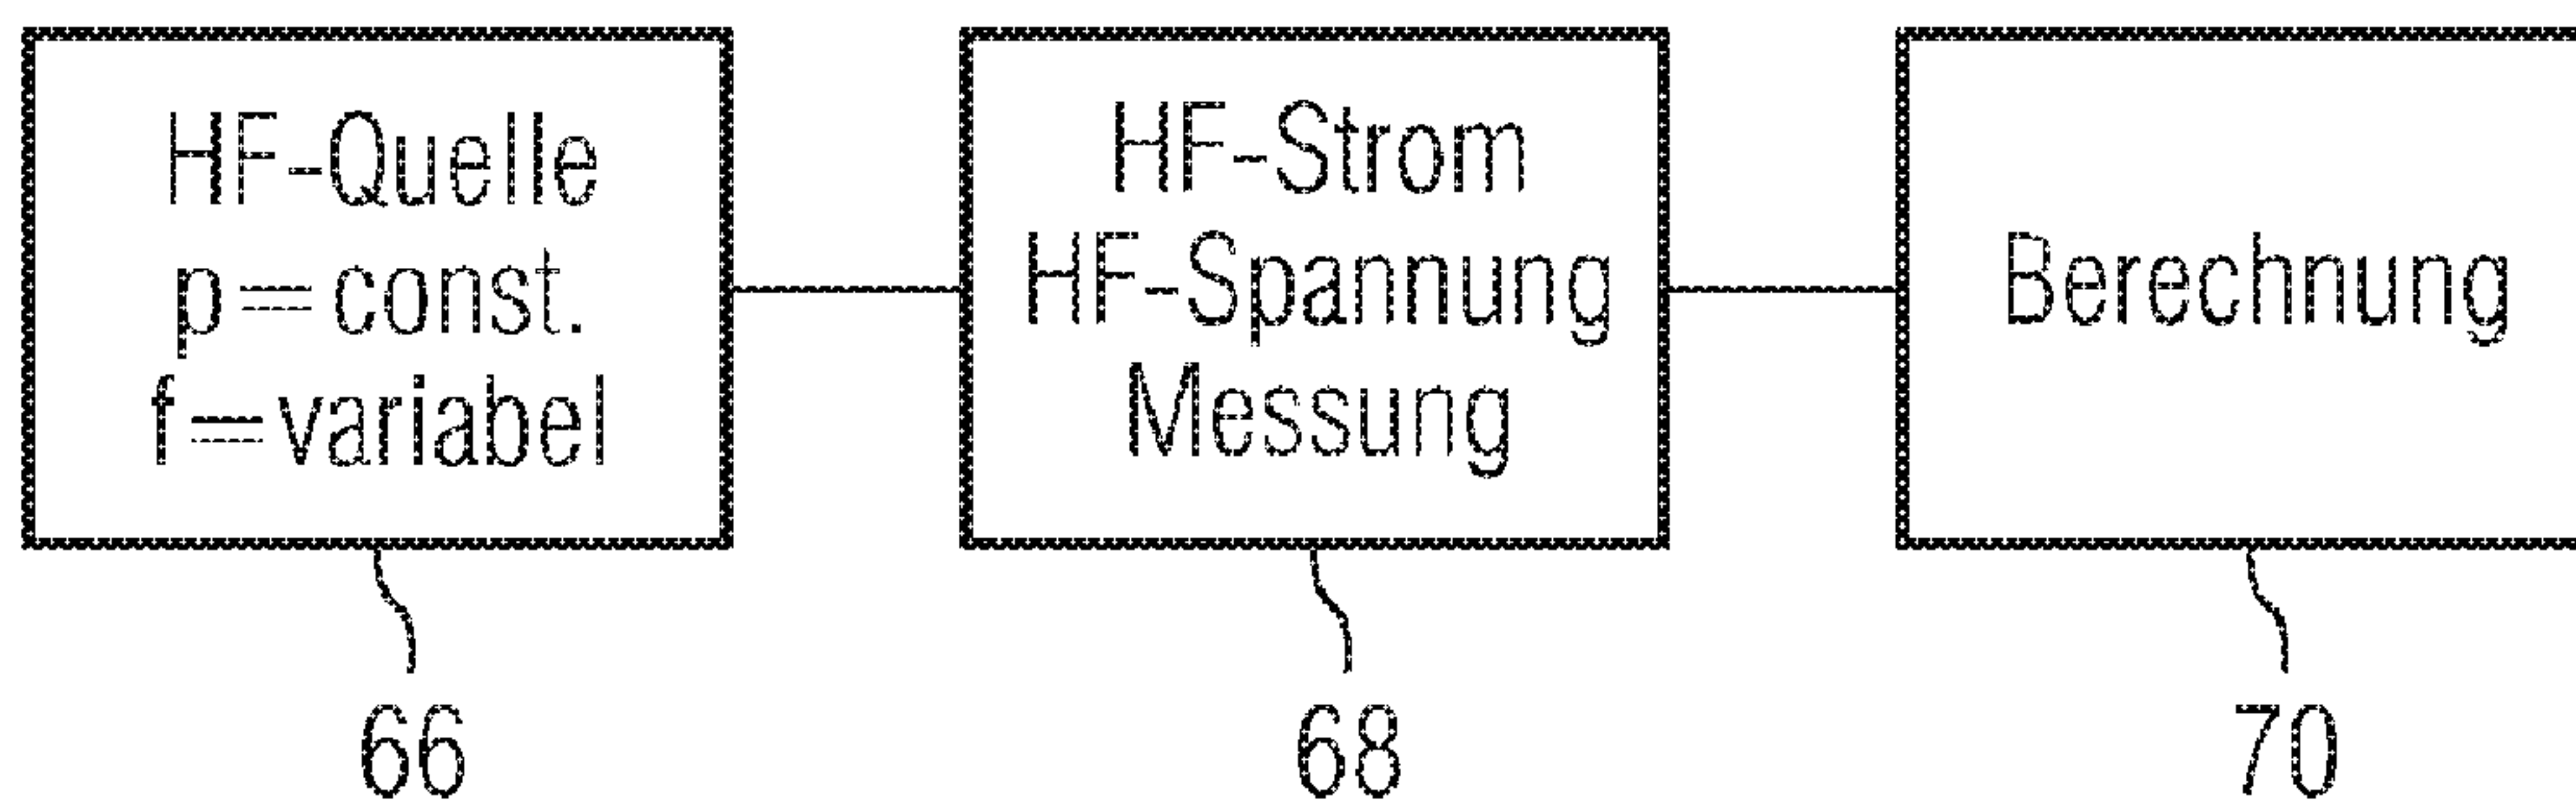 HF-Quelle
p=const.
f=variabel
HF-Strom
HF-Spannung
Messung
Berechnung
66
68
70